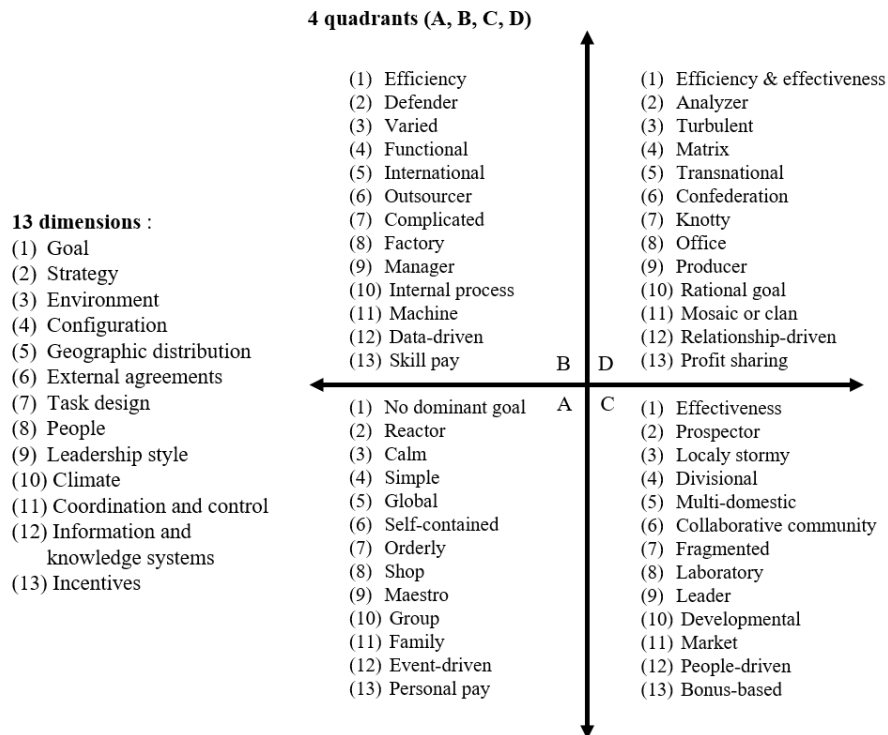 4 quadrants (A, B, C, D)
13 dimensions :
(1) Goal
(2) Strategy
(3) Environment
(4) Configuration
(5) Geographic distribution
(6) External agreements
(7) Task design
(8) People
(9) Leadership style
(10) Climate
(11) Coordination and control
(12) Information and
knowledge systems
(13) Incentives
(1) Efficiency
(2) Defender
(3) Varied
(4) Functional
(5) International
(6) Outsourcer
(7) Complicated
(8) Factory
(9) Manager
(10) Internal process
(11) Machine
(12) Data-driven
(13) Skill pay
B
(1) Efficiency & effectiveness
(2) Analyzer
(3) Turbulent
(4) Matrix
(5) Transnational
(6) Confederation
(7) Knotty
(8) Office
(9) Producer
(10) Rational goal
(11) Mosaic or clan
(12) Relationship-driven
(13) Profit sharing
D
(1) No dominant goal
(2) Reactor
(3) Calm
(4) Simple
(5) Global
(6) Self-contained
(7) Orderly
(8) Shop
(9) Maestro
(10) Group
(11) Family
(12) Event-driven
(13) Personal pay
A
C
(1) Effectiveness
(2) Prospector
(3) Localy stormy
(4) Divisional
(5) Multi-domestic
(6) Collaborative community
(7) Fragmented
(8) Laboratory
(9) Leader
(10) Developmental
(11) Market
(12) People-driven
(13) Bonus-based